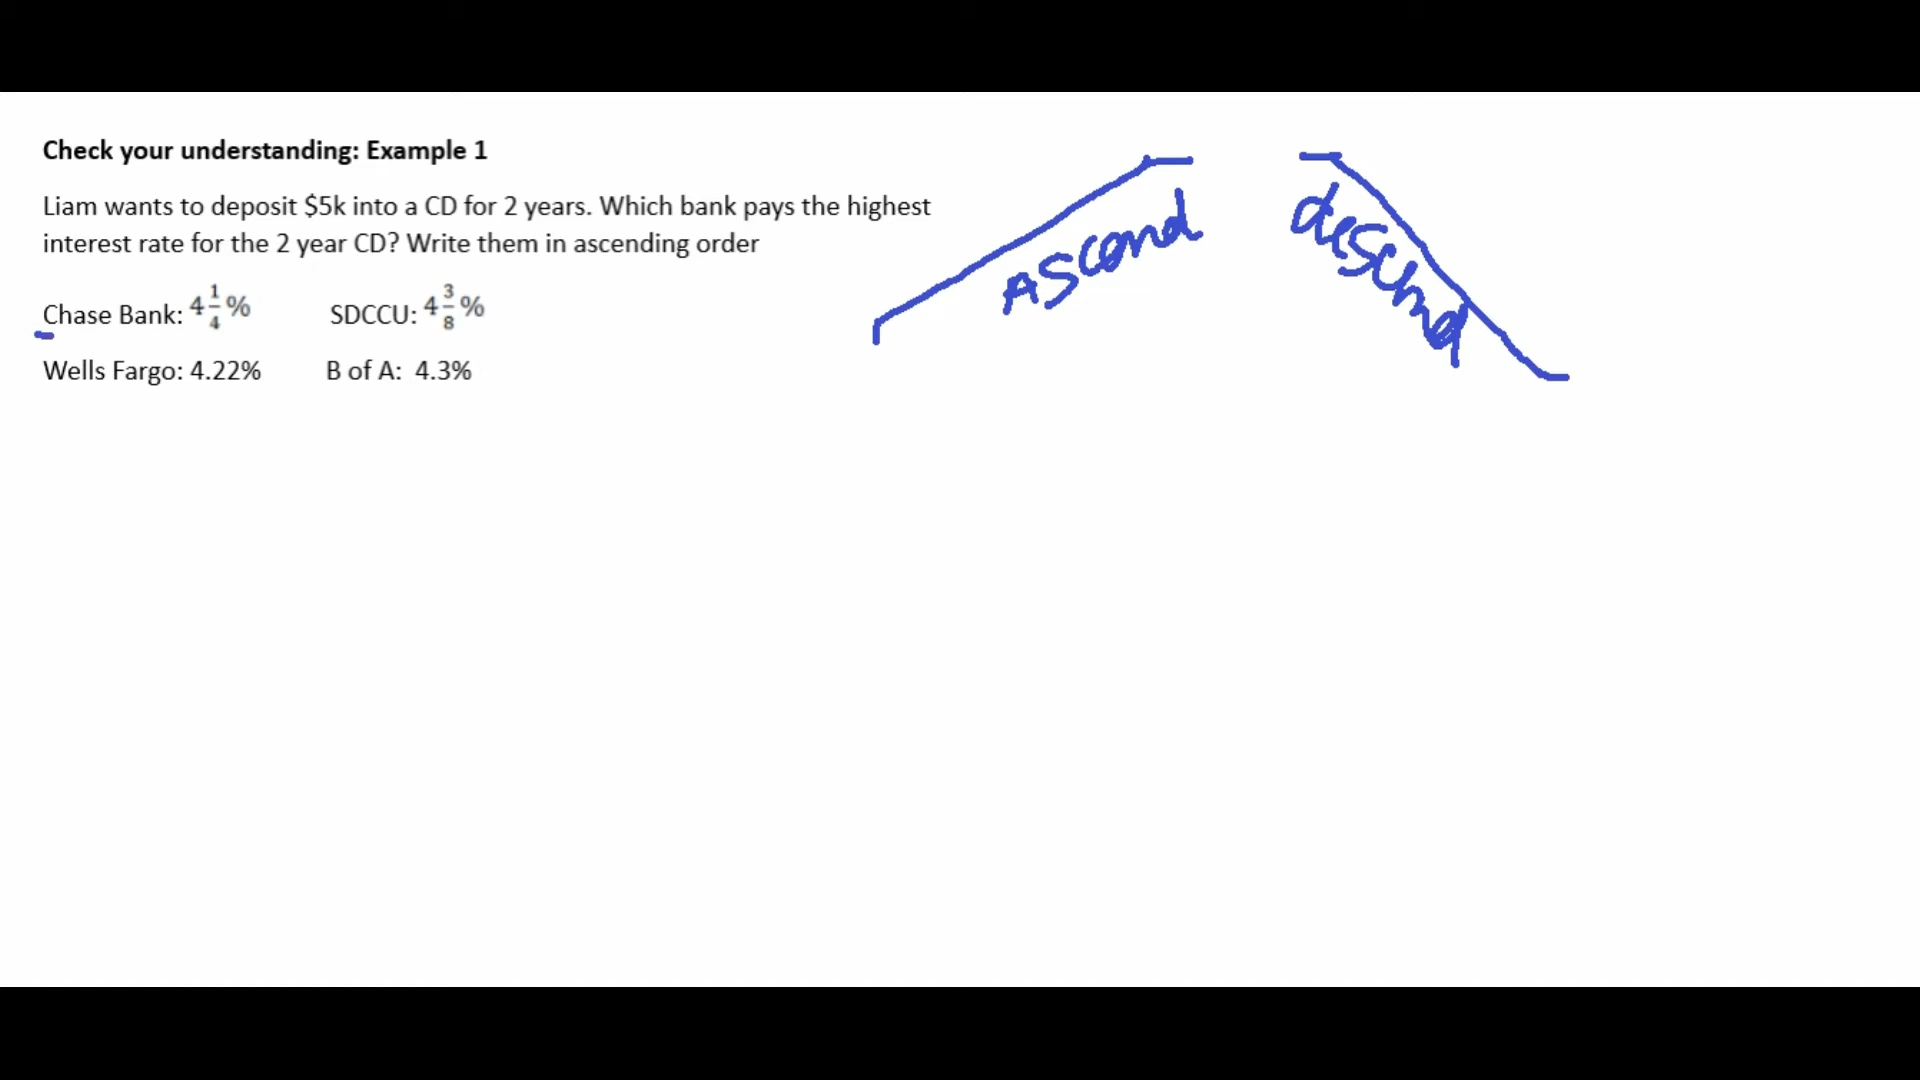 Check your understanding: Example 1
Liam wants to deposit $5k into a CD for 2 years. Which bank pays the highest
interest rate for the 2 year CD? Write them in ascending order
Chase Bank: 4 1/4 % SDCCU: 4 3/8 %
Wells Fargo: 4.22% B of A: 4.3%
Ascend
descend